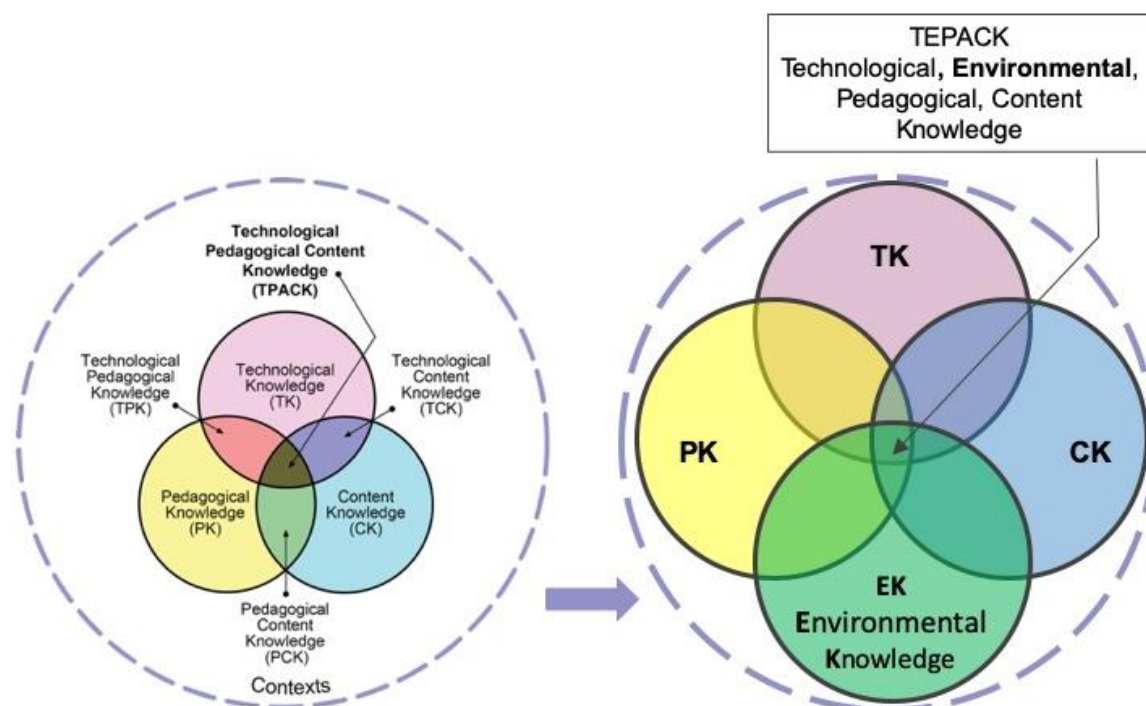 Technological
Pedagogical Content
Knowledge
(TPACK)
Technological
Pedagogical
Knowledge
(TPK)
Technological
Knowledge
(TK)
Technological
Content
Knowledge
(TCK)
Pedagogical
Knowledge
(PK)
Content
Knowledge
(CK)
Pedagogical
Content
Knowledge
(PCK)
Contexts
TEPACK
Technological, Environmental,
Pedagogical, Content
Knowledge
TK
PK
CK
EK
Environmental
Knowledge